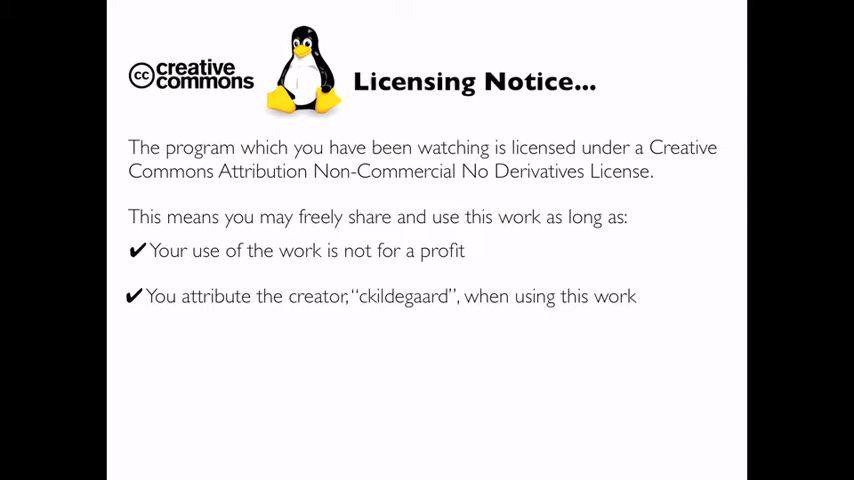 cc creative commons
Licensing Notice...
The program which you have been watching is licensed under a Creative
Commons Attribution Non-Commercial No Derivatives License.
This means you may freely share and use this work as long as:
✔ Your use of the work is not for a profit
✔ You attribute the creator, “ckildegaard”, when using this work